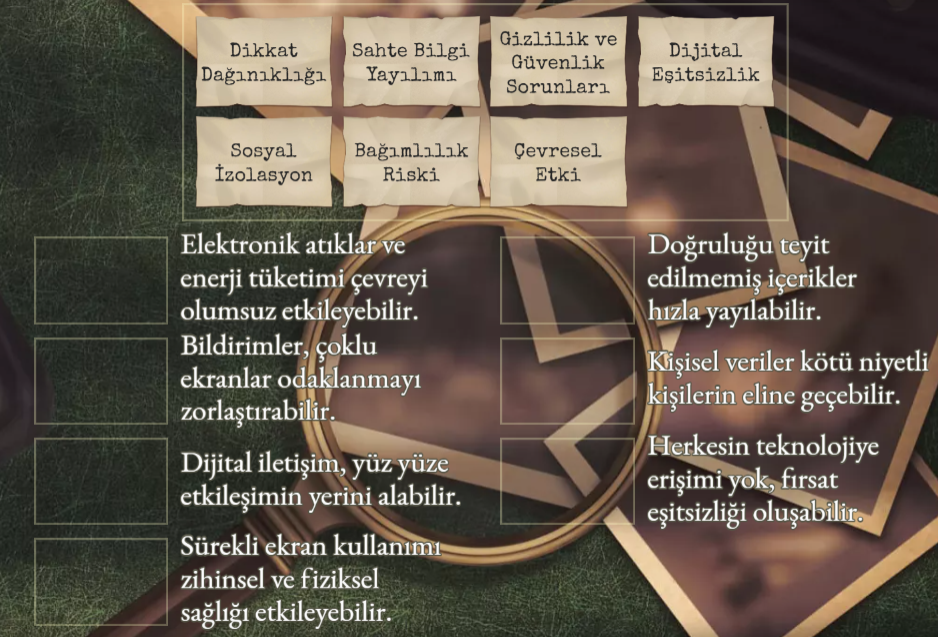 Dikkat
Dağınıklığı
Sahte Bilgi
Yayılımı
Gizlilik ve
Güvenlik
Sorunları
Dijital
Eşitsizlik
Sosyal
İzolasyon
Bağımlılık
Riski
Çevresel
Etki
Elektronik atıklar ve
enerji tüketimi çevreyi
olumsuz etkileyebilir.
Bildirimler, çoklu
ekranlar odaklanmayı
zorlaştırabilir.
Dijital iletişim, yüz yüze
etkileşimin yerini alabilir.
Sürekli ekran kullanımı
zihinsel ve fiziksel
sağlığı etkileyebilir.
Doğruluğu teyit
edilmemiş içerikler
hızla yayılabilir.
Kişisel veriler kötü niyetli
kişilerin eline geçebilir.
Herkesin teknolojiye
erişimi yok, fırsat
eşitsizliği oluşabilir.